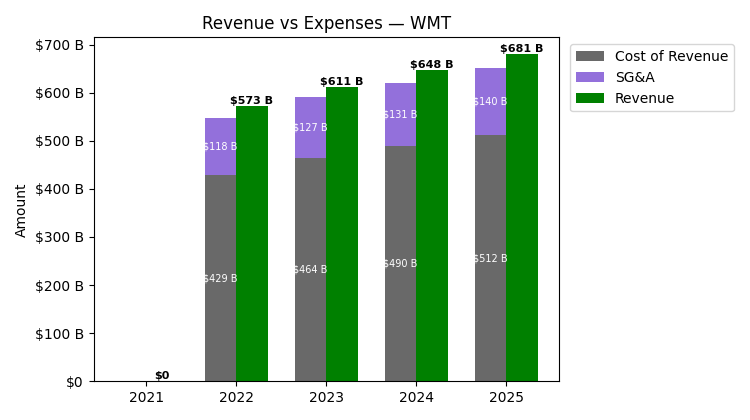 Revenue vs Expenses — WMT
Amount
$700 B
$600 B
$500 B
$400 B
$300 B
$200 B
$100 B
$0
$0
$573 B
$611 B
$648 B
$681 B
$118 B
$127 B
$131 B
$140 B
$429 B
$464 B
$490 B
$512 B
2021
2022
2023
2024
2025
Cost of Revenue
SG&A
Revenue